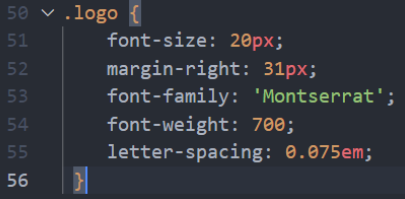 50 .logo {
51 font-size: 20px;
52 margin-right: 31px;
53 font-family: 'Montserrat';
54 font-weight: 700;
55 letter-spacing: 0.075em;
56 }